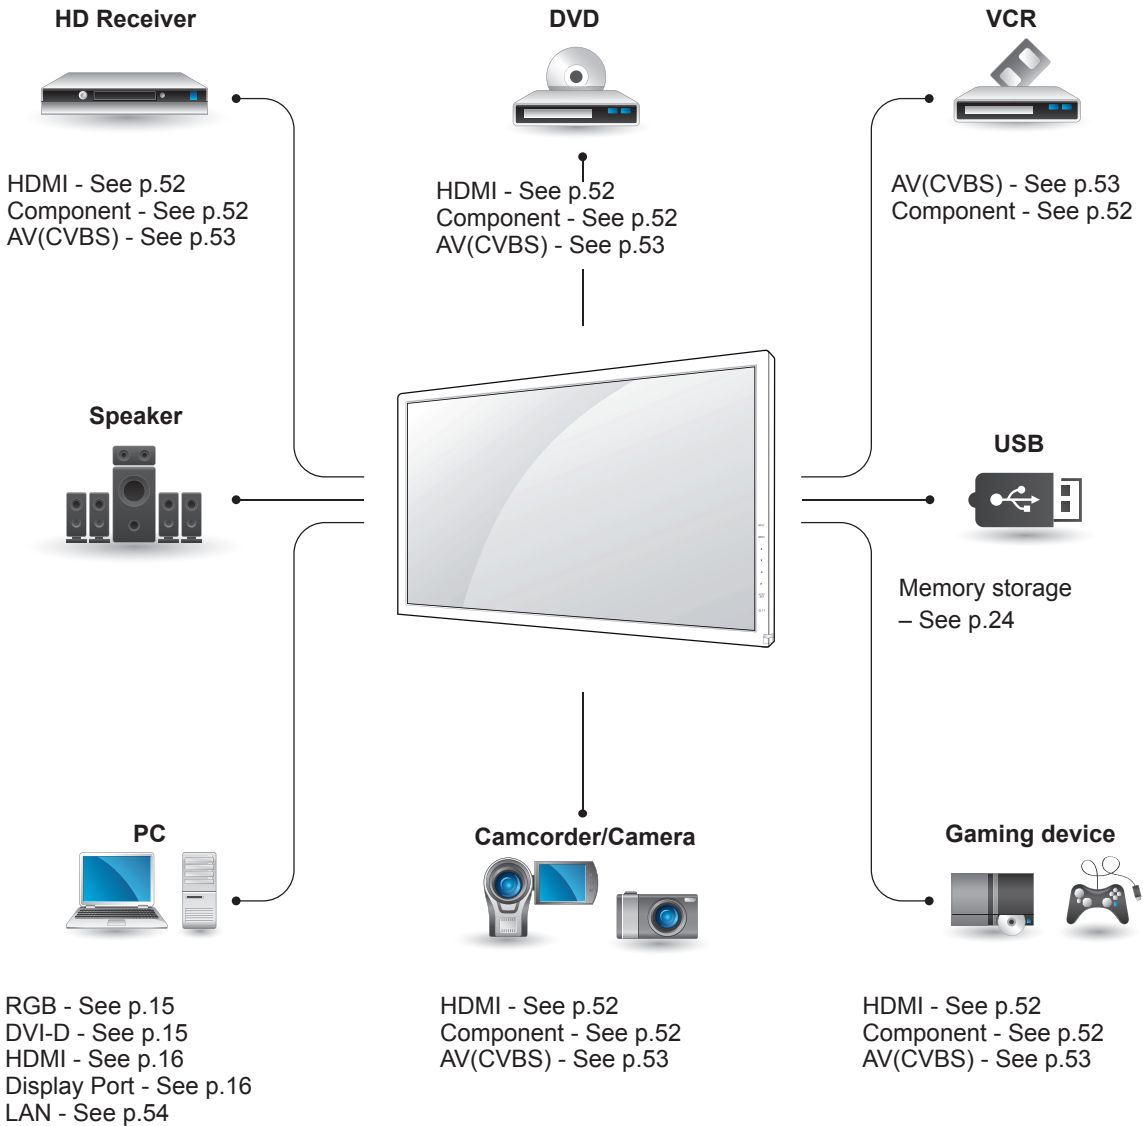 HD Receiver
HDMI - See p.52
Component - See p.52
AV(CVBS) - See p.53
DVD
HDMI - See p.52
Component - See p.52
AV(CVBS) - See p.53
VCR
AV(CVBS) - See p.53
Component - See p.52
Speaker
USB
Memory storage
– See p.24
PC
RGB - See p.15
DVI-D - See p.15
HDMI - See p.16
Display Port - See p.16
LAN - See p.54
Camcorder/Camera
HDMI - See p.52
Component - See p.52
AV(CVBS) - See p.53
Gaming device
HDMI - See p.52
Component - See p.52
AV(CVBS) - See p.53